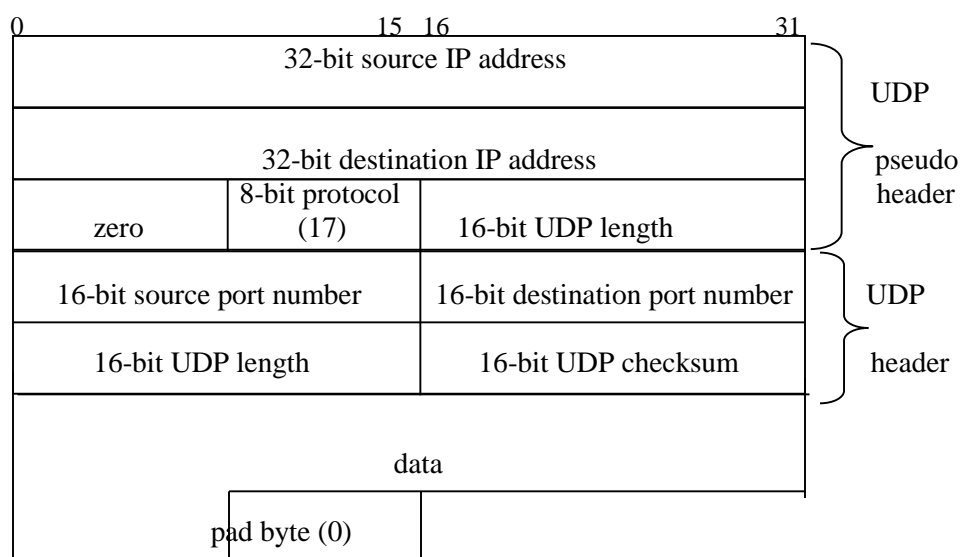 0 15 16 31
32-bit source IP address
UDP
32-bit destination IP address
pseudo
8-bit protocol
header
zero (17) 16-bit UDP length
16-bit source port number 16-bit destination port number UDP
16-bit UDP length 16-bit UDP checksum header
data
pad byte (0)